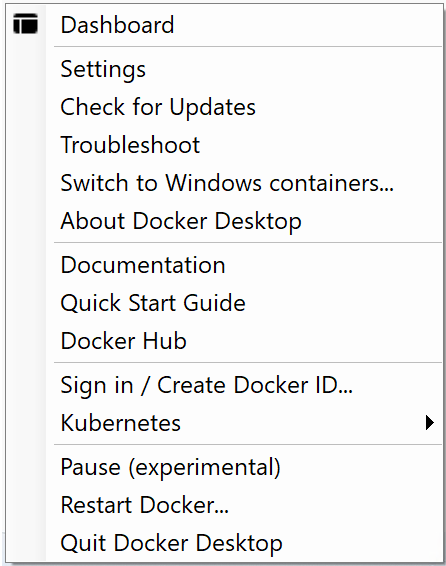 Dashboard
Settings
Check for Updates
Troubleshoot
Switch to Windows containers...
About Docker Desktop
Documentation
Quick Start Guide
Docker Hub
Sign in / Create Docker ID...
Kubernetes
Pause (experimental)
Restart Docker...
Quit Docker Desktop